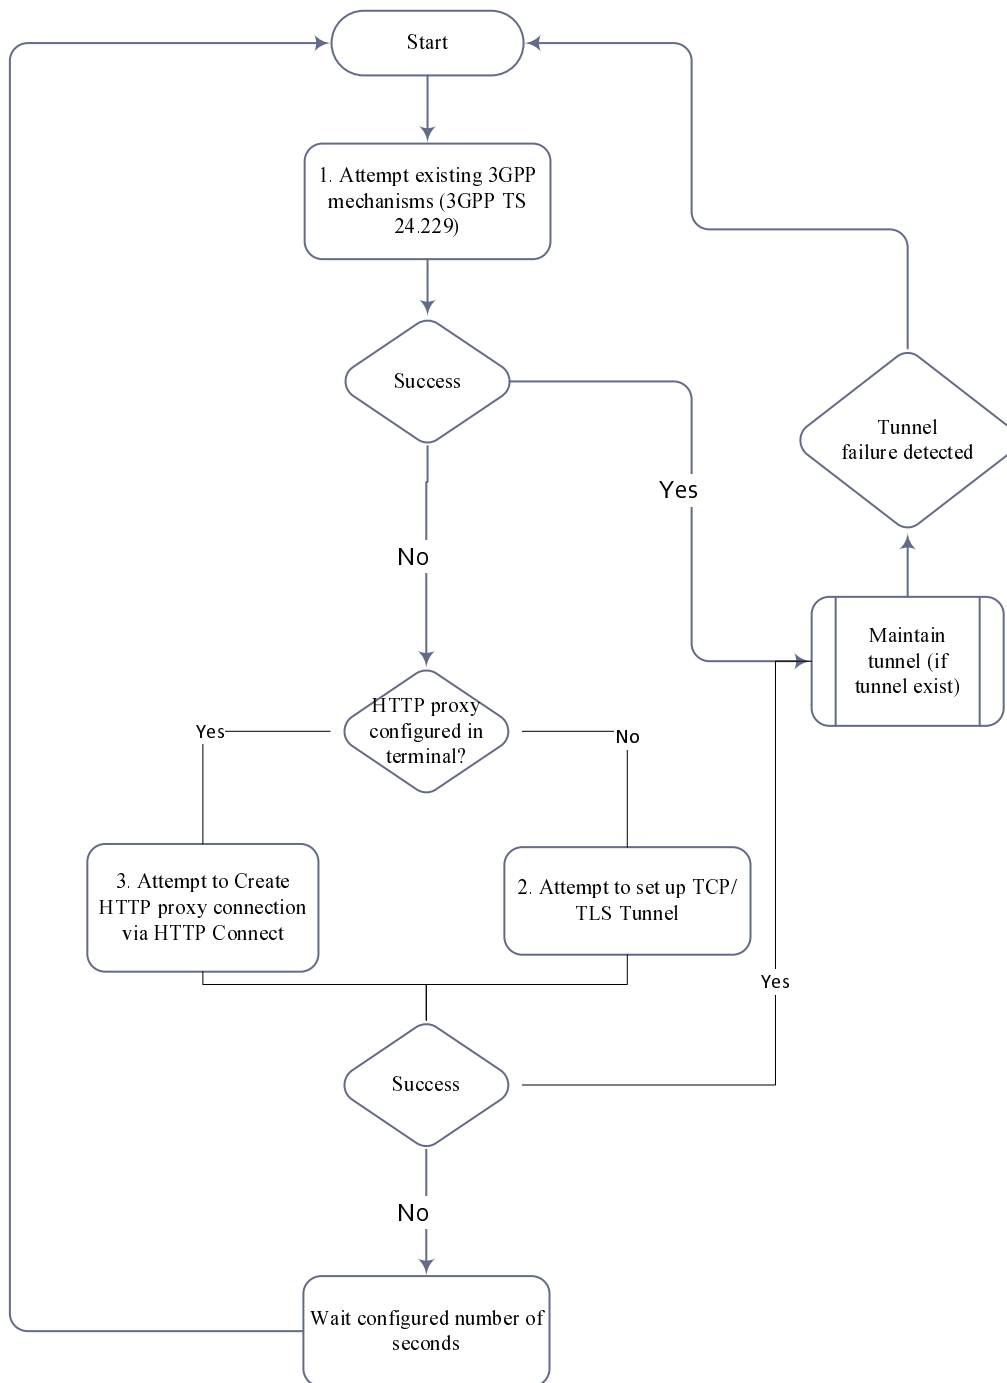 Start
1. Attempt existing 3GPP
mechanisms (3GPP TS
24.229)
Success
Tunnel
failure detected
Yes
No
Maintain
tunnel (if
tunnel exist)
HTTP proxy
configured in
terminal?
Yes
No
3. Attempt to Create
HTTP proxy connection
via HTTP Connect
2. Attempt to set up TCP/
TLS Tunnel
Yes
Success
No
Wait configured number of
seconds